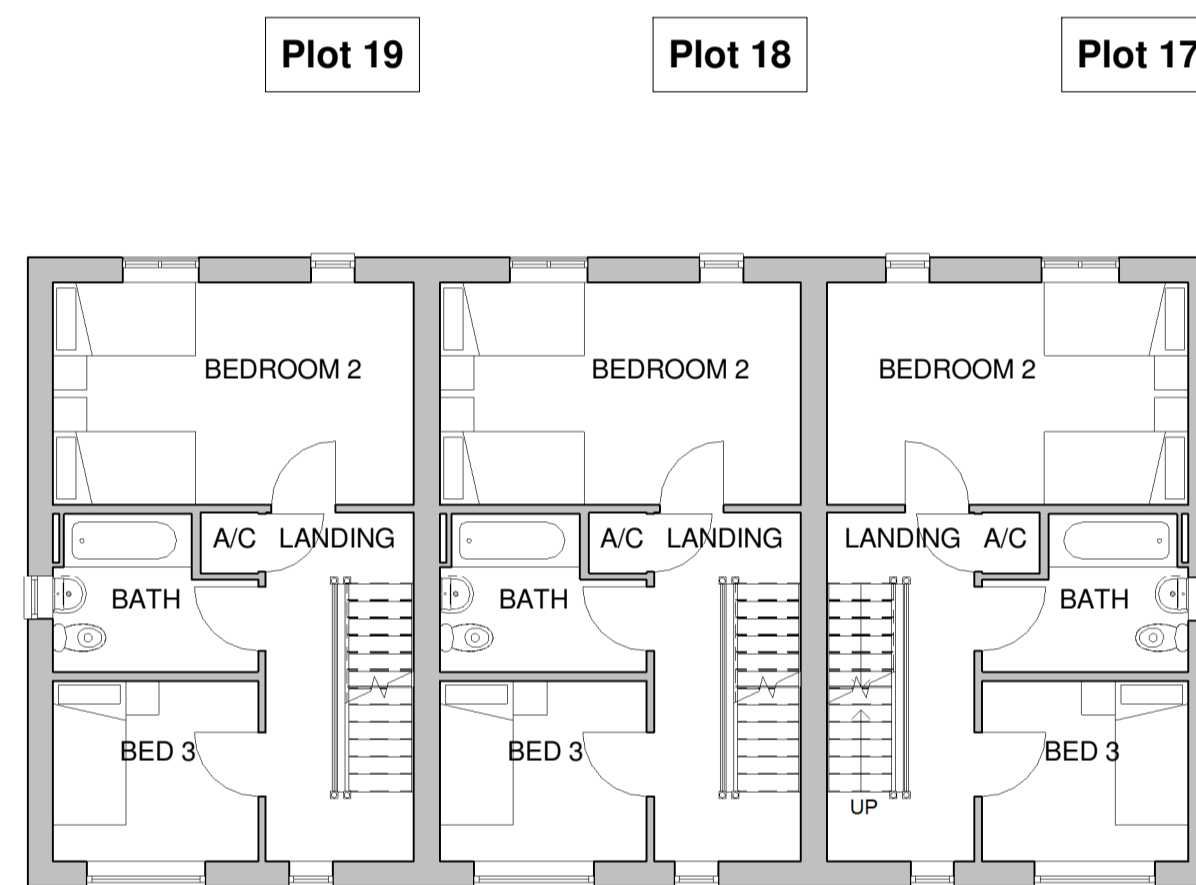 Plot 19
Plot 18
Plot 17
BEDROOM 2
BEDROOM 2
BEDROOM 2
A/C
LANDING
A/C
LANDING
LANDING
A/C
BATH
BATH
BATH
BED 3
BED 3
BED 3
UP